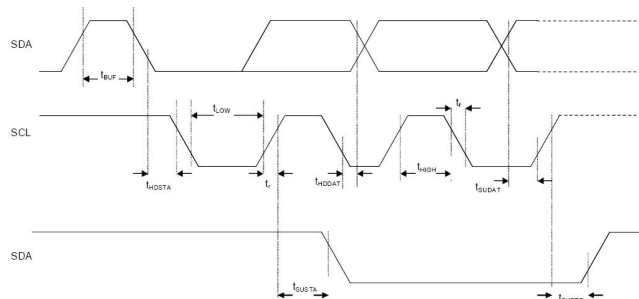 SDA
tBUF
tLOW
tf
SCL
tHDSTA
tr
tHDDAT
tHIGH
tSUDAT
SDA
tSUSTA